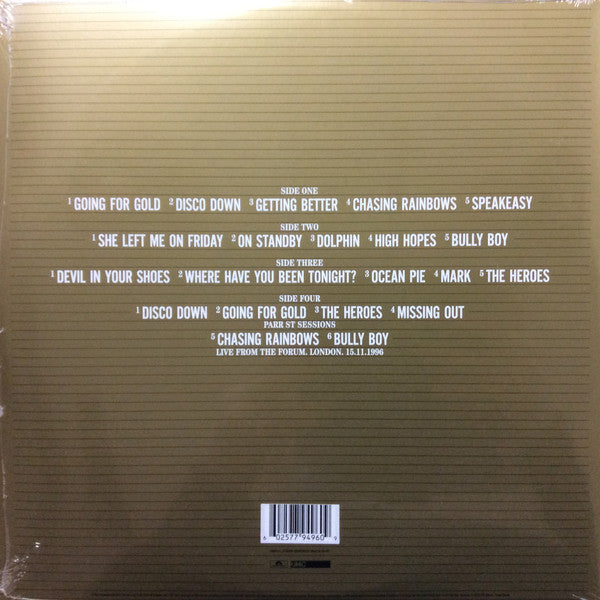 SIDE ONE
1 GOING FOR GOLD 2 DISCO DOWN 3 GETTING BETTER 4 CHASING RAINBOWS 5 SPEAKEASY
SIDE TWO
1 SHE LEFT ME ON FRIDAY 2 ON STANDBY 3 DOLPHIN 4 HIGH HOPES 5 BULLY BOY
SIDE THREE
1 DEVIL IN YOUR SHOES 2 WHERE HAVE YOU BEEN TONIGHT? 3 OCEAN PIE 4 MARK 5 THE HEROES
SIDE FOUR
1 DISCO DOWN 2 GOING FOR GOLD 3 THE HEROES 4 MISSING OUT
PARR ST SESSIONS
5 CHASING RAINBOWS 6 BULLY BOY
LIVE FROM THE FORUM. LONDON. 15.11.1996
6 02577 94960 9